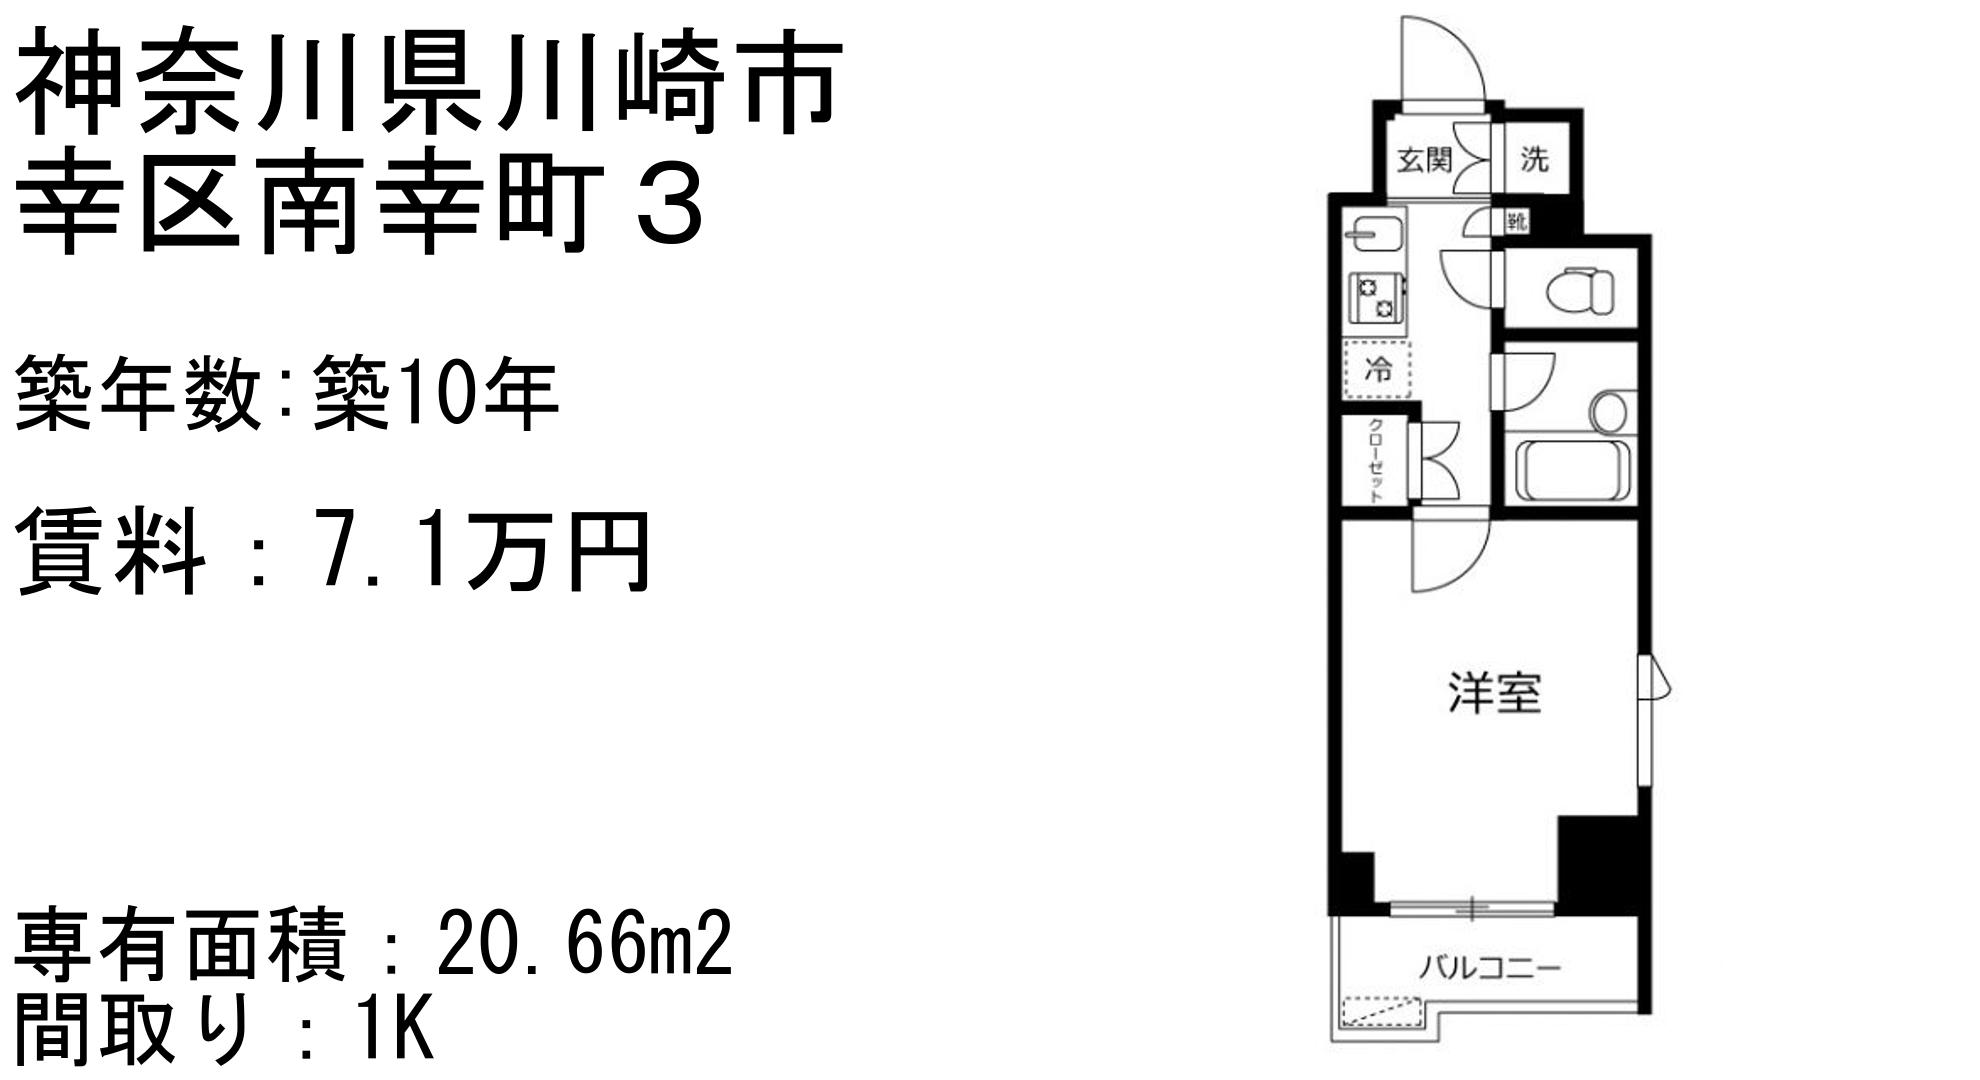 神奈川県川崎市
幸区南幸町３
築年数:築10年
賃料：7.1万円
専有面積：20.66m2
間取り：1K
玄関
洗
靴
冷
クローゼット
洋室
バルコニー